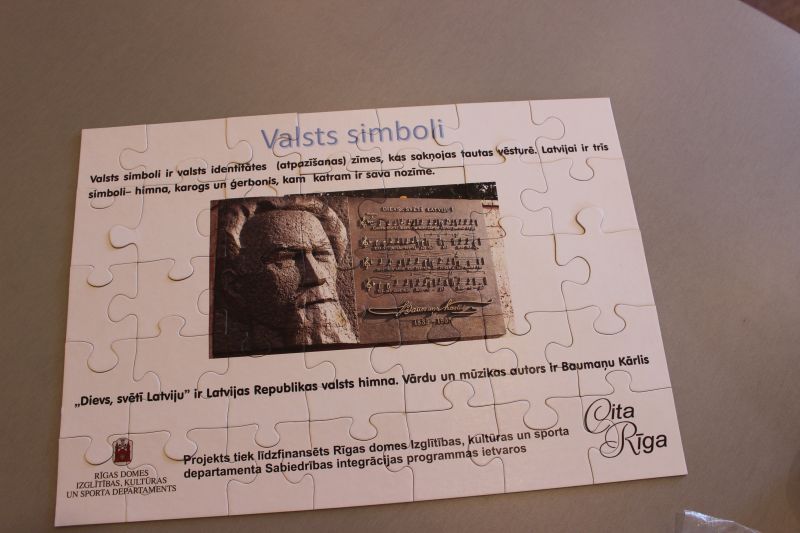 Valsts simboli
Valsts simboli ir valsts identitātes (atpazīšanas) zīmes, kas sakņojas tautas vēsturē. Latvijai ir trīs
simboli– himna, karogs un ģerbonis, kam katram ir sava nozīme.
DIEVS, SVĒTĪ LATVIJU!
„Dievs, svētī Latviju” ir Latvijas Republikas valsts himna. Vārdu un mūzikas autors ir Baumaņu Kārlis
RĪGAS DOMES
IZGLĪTĪBAS, KULTŪRAS
UN SPORTA DEPARTAMENTS
Projekts tiek līdzfinansēts Rīgas domes Izglītības, kultūras un sporta
departamenta Sabiedrības integrācijas programmas ietvaros
Cita
Rīga